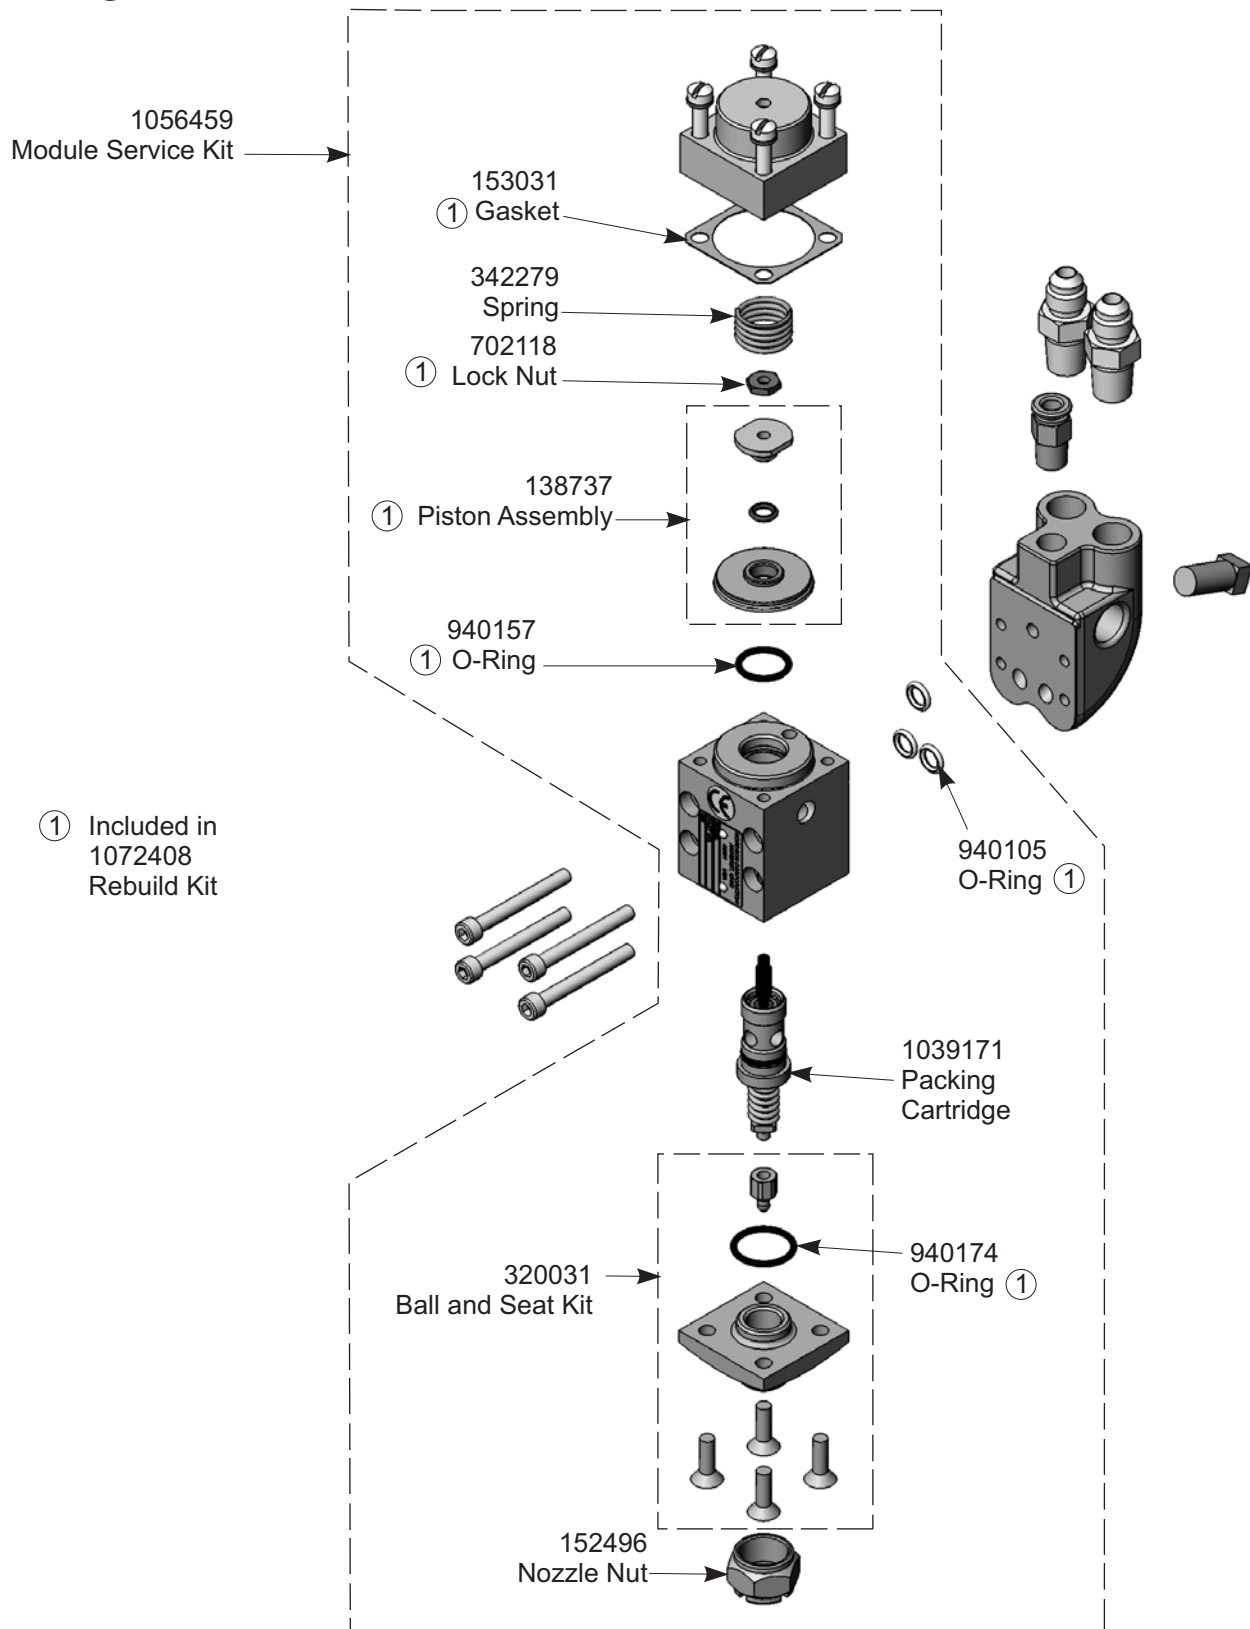 1056459
Module Service Kit
153031
① Gasket
342279
Spring
702118
① Lock Nut
138737
① Piston Assembly
940157
① O-Ring
940105
O-Ring ①
① Included in
1072408
Rebuild Kit
CE
1039171
Packing
Cartridge
940174
O-Ring ①
320031
Ball and Seat Kit
152496
Nozzle Nut